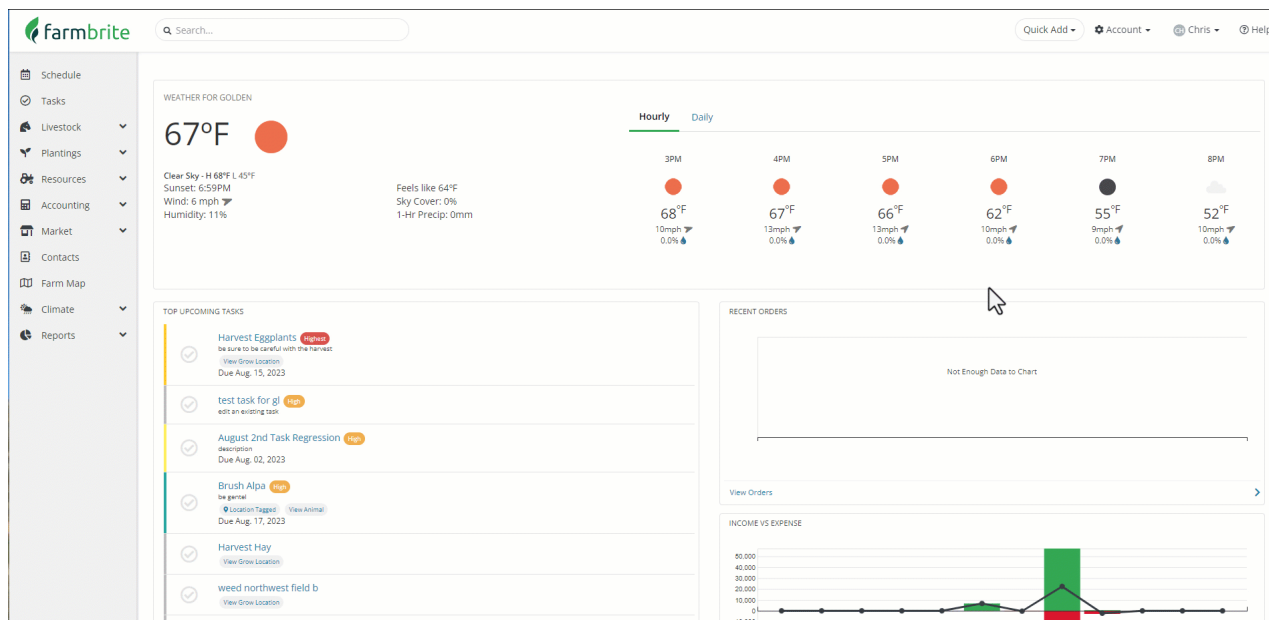 farmbrite
Search...
Quick Add
Account
CH Chris
Help
Schedule
Tasks
Livestock
Plantings
Resources
Accounting
Market
Contacts
Farm Map
Climate
Reports
WEATHER FOR GOLDEN
67ºF
Clear Sky - H 68°F L 45°F
Sunset: 6:59PM
Wind: 6 mph
Humidity: 11%
Feels like 64°F
Sky Cover: 0%
1-Hr Precip: 0mm
Hourly Daily
3PM 4PM 5PM 6PM 7PM 8PM
68°F 67°F 66°F 62°F 55°F 52°F
10mph 13mph 13mph 10mph 9mph 10mph
0.0% 0.0% 0.0% 0.0% 0.0% 0.0%
TOP UPCOMING TASKS
Harvest Eggplants Highest
be sure to be careful with the harvest
View Grow Location
Due Aug. 15, 2023
test task for gl High
edit an existing task
August 2nd Task Regression High
description
Due Aug. 02, 2023
Brush Alpa High
be gentel
Location Tagged View Animal
Due Aug. 17, 2023
Harvest Hay
View Grow Location
weed northwest field b
View Grow Location
RECENT ORDERS
Not Enough Data to Chart
View Orders
INCOME VS EXPENSE
50,000
40,000
30,000
20,000
10,000
0